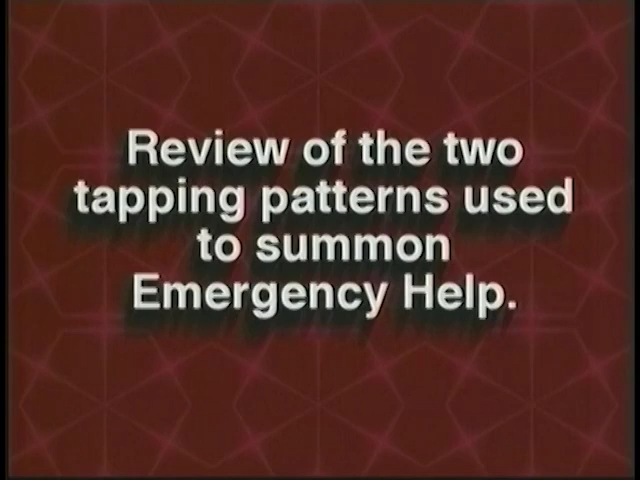 Review of the two
tapping patterns used
to summon
Emergency Help.